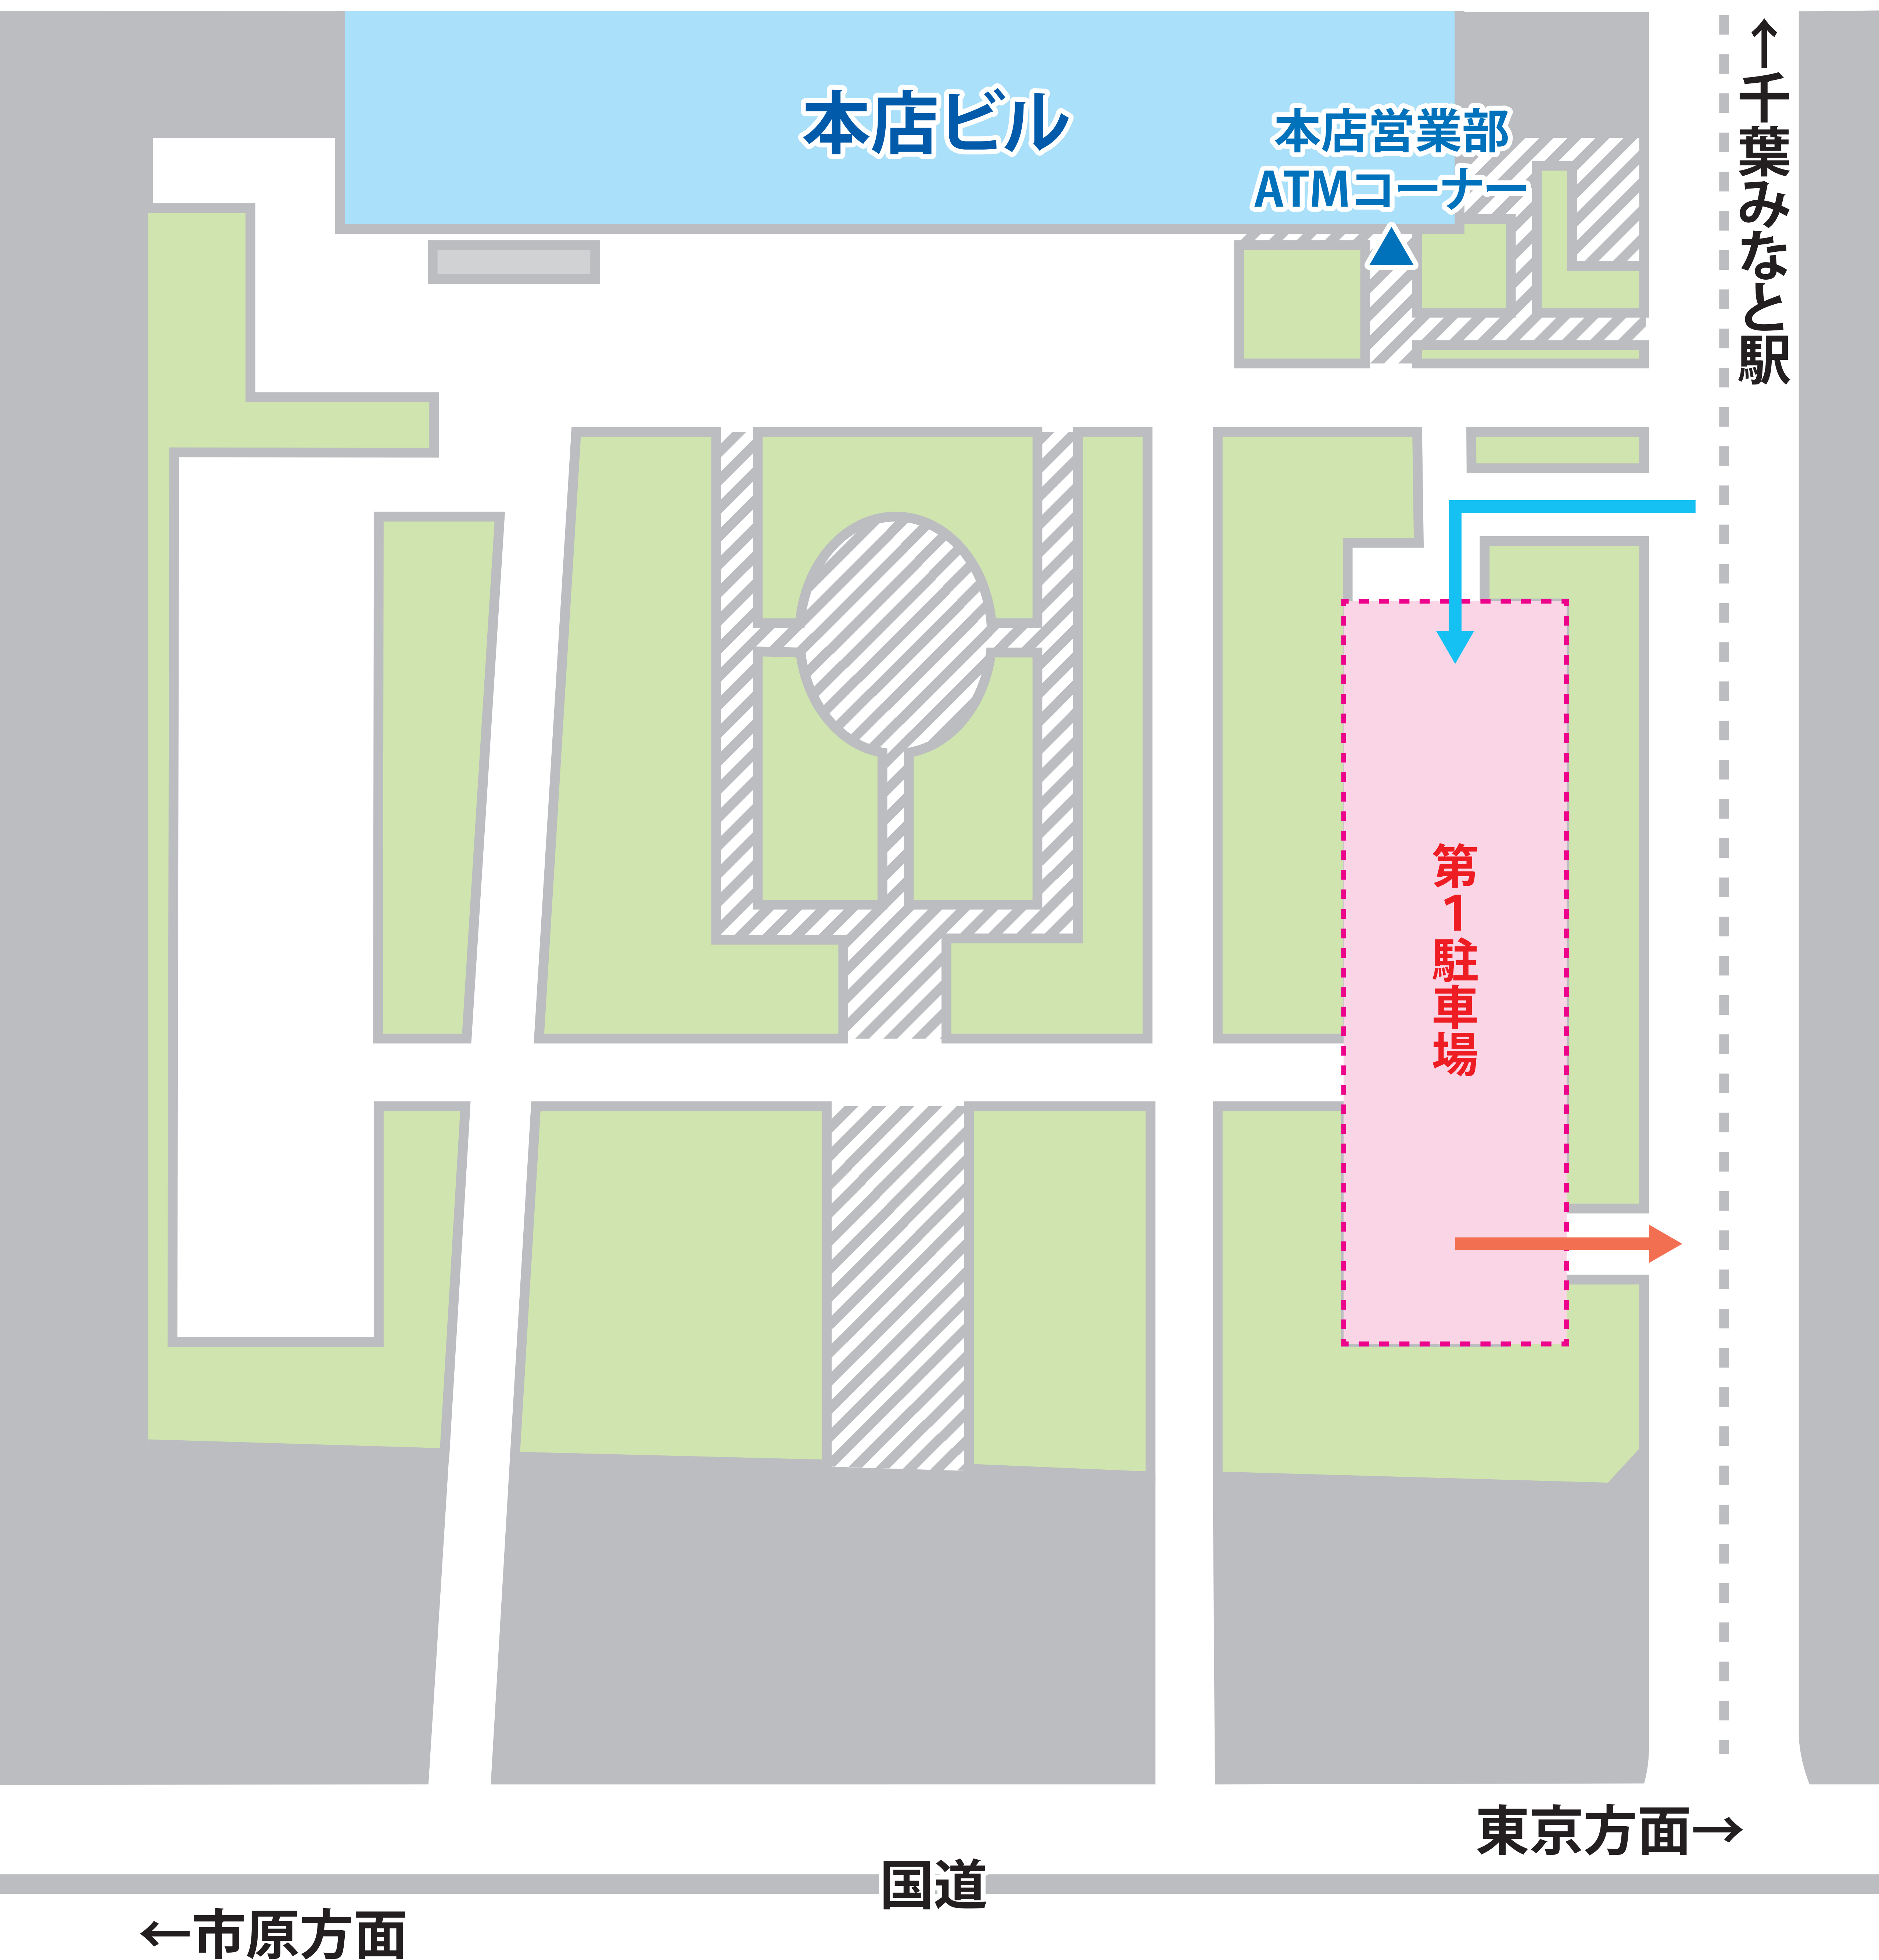 本店ビル
本店営業部
ATMコーナー
↑千葉みなと駅
第1駐車場
東京方面→
国道
←市原方面